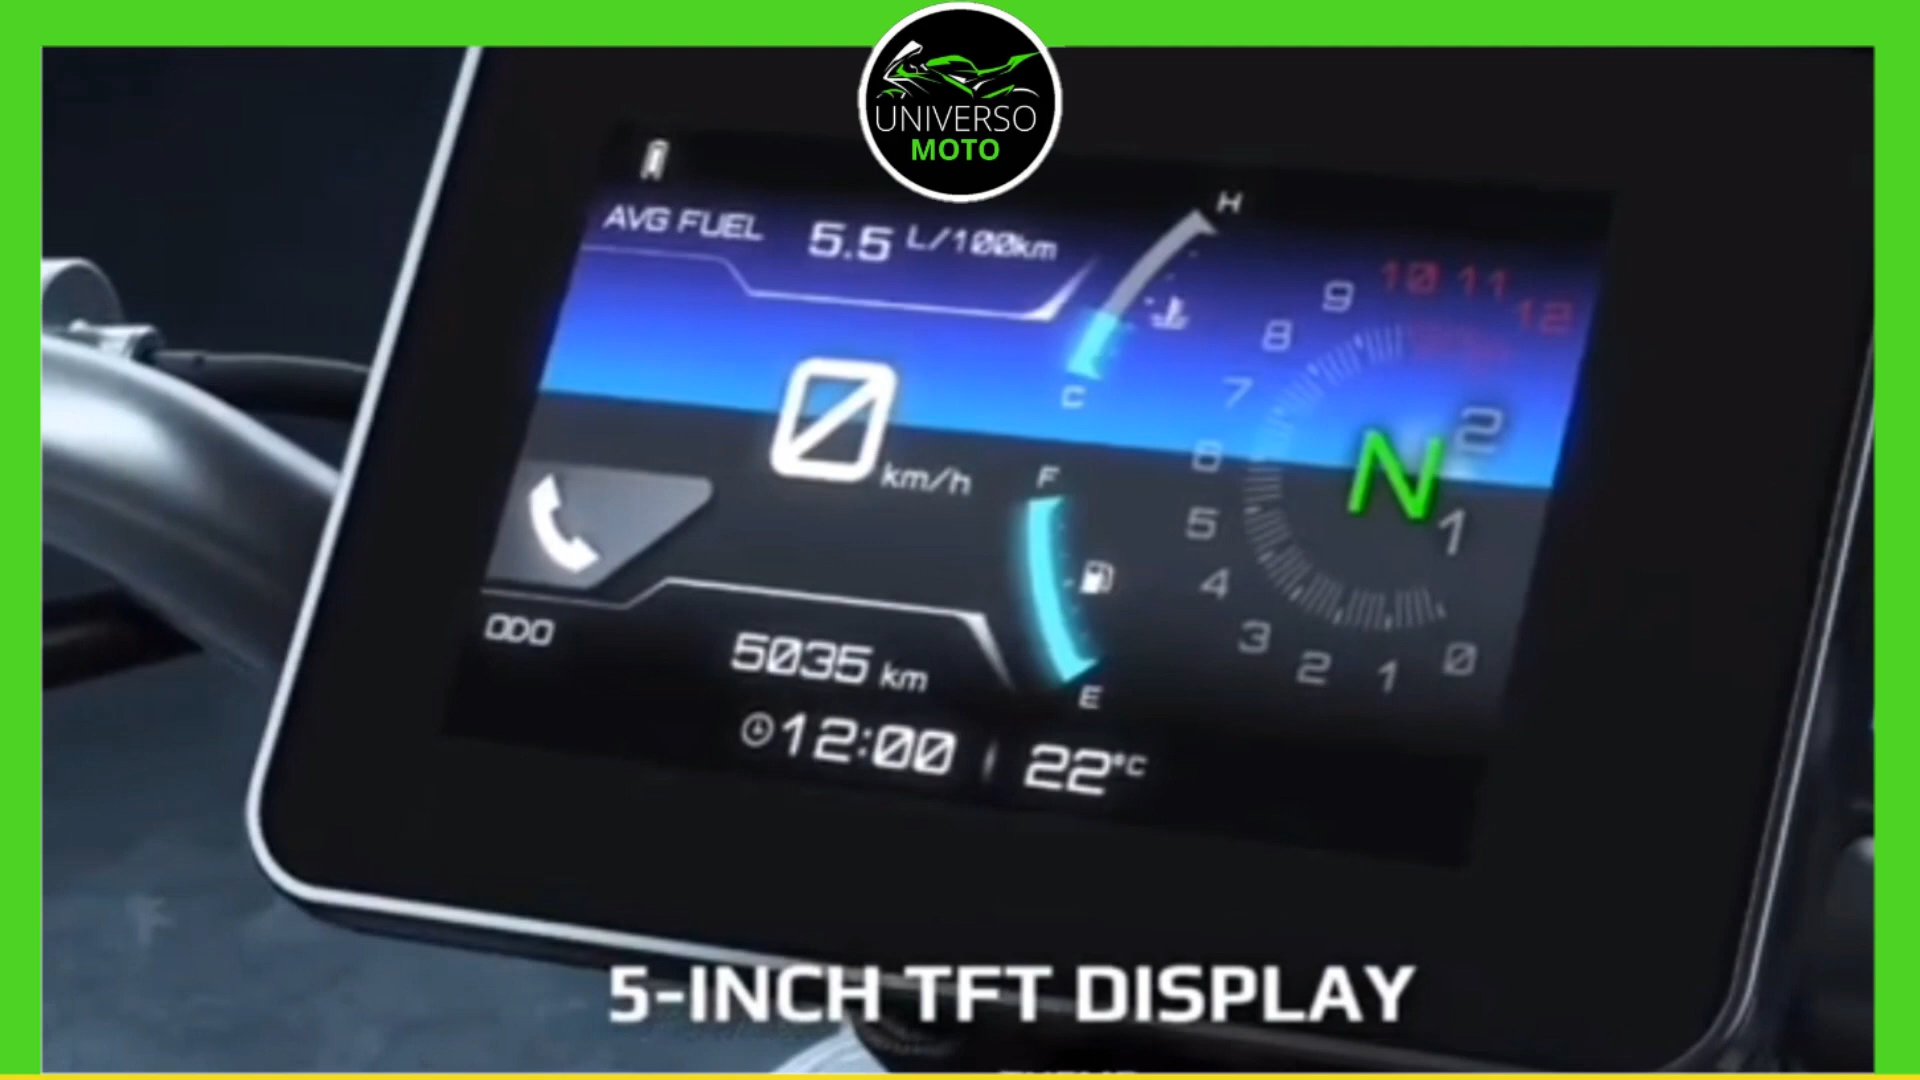 UNIVERSO
MOTO
AVG FUEL 5.5 L/100km
H
C
0 km/h
F
E
ODO
5035 km
12:00 22°C
9 10 11
8 12
7
6
5
4
3
2 1 0
2
N
1
5-INCH TFT DISPLAY